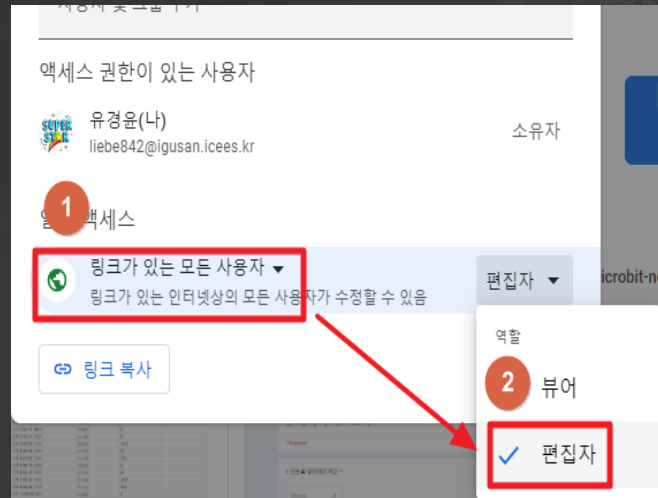 액세스 권한이 있는 사용자
유경윤(나)
liebe842@igusan.icees.kr
소유자
1
액세스
링크가 있는 모든 사용자
링크가 있는 인터넷상의 모든 사용자가 수정할 수 있음
편집자
icrobit-n
링크 복사
역할
2
뷰어
편집자